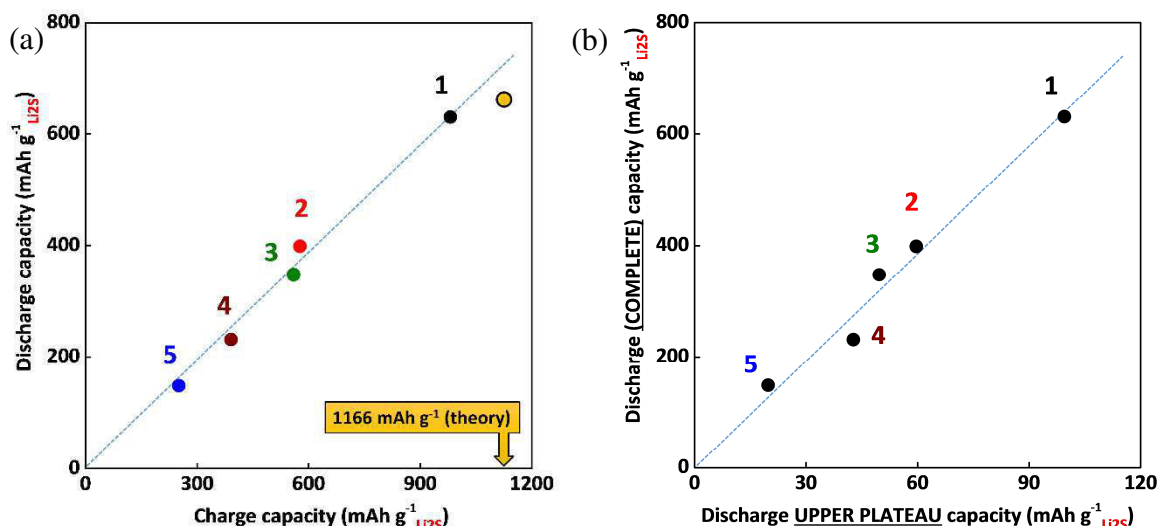 (a)
Discharge capacity (mAh g⁻¹ Li2S)
800
600
400
200
0
1
2
3
4
5
1166 mAh g⁻¹ (theory)
0 300 600 900 1200
Charge capacity (mAh g⁻¹ Li2S)
(b)
Discharge (COMPLETE) capacity (mAh g⁻¹ Li2S)
800
600
400
200
0
1
2
3
4
5
0 30 60 90 120
Discharge UPPER PLATEAU capacity (mAh g⁻¹ Li2S)